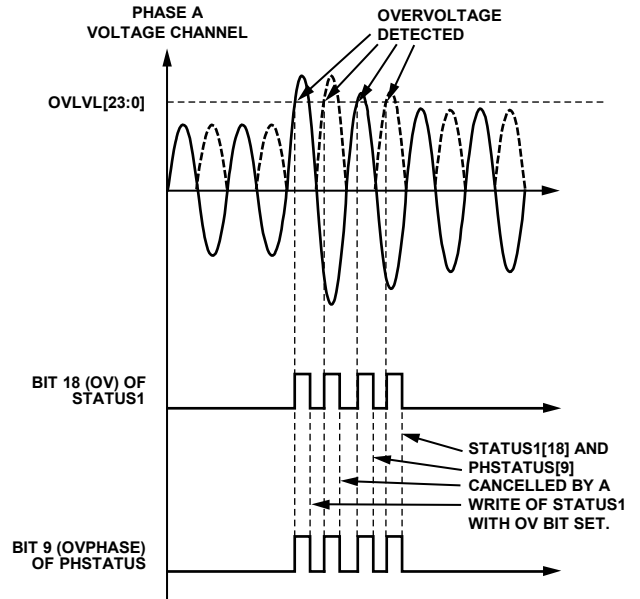 PHASE A
VOLTAGE CHANNEL
OVERVOLTAGE
DETECTED
OVLVL[23:0]
BIT 18 (OV) OF
STATUS1
STATUS1[18] AND
PHSTATUS[9]
CANCELLED BY A
WRITE OF STATUS1
WITH OV BIT SET.
BIT 9 (OVPHASE)
OF PHSTATUS